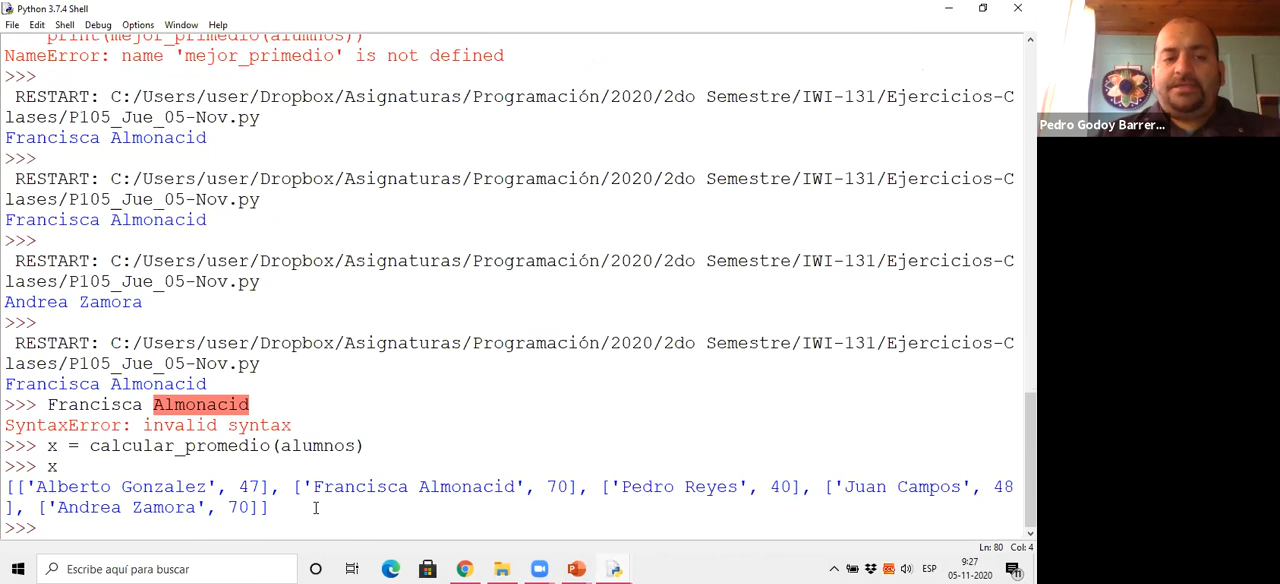 Python 3.7.4 Shell
File Edit Shell Debug Options Window Help
print(mejor_primedio(alumnos))
NameError: name 'mejor_primedio' is not defined
>>>
RESTART: C:/Users/user/Dropbox/Asignaturas/Programación/2020/2do Semestre/IWI-131/Ejercicios-C
lases/P105_Jue_05-Nov.py
Francisca Almonacid
>>>
RESTART: C:/Users/user/Dropbox/Asignaturas/Programación/2020/2do Semestre/IWI-131/Ejercicios-C
lases/P105_Jue_05-Nov.py
Francisca Almonacid
>>>
RESTART: C:/Users/user/Dropbox/Asignaturas/Programación/2020/2do Semestre/IWI-131/Ejercicios-C
lases/P105_Jue_05-Nov.py
Andrea Zamora
>>>
RESTART: C:/Users/user/Dropbox/Asignaturas/Programación/2020/2do Semestre/IWI-131/Ejercicios-C
lases/P105_Jue_05-Nov.py
Francisca Almonacid
>>> Francisca Almonacid
SyntaxError: invalid syntax
>>> x = calcular_promedio(alumnos)
>>> x
[['Alberto Gonzalez', 47], ['Francisca Almonacid', 70], ['Pedro Reyes', 40], ['Juan Campos', 48
], ['Andrea Zamora', 70]]
>>>
Ln: 80 Col: 4
Pedro Godoy Barrer...
Escribe aquí para buscar
ESP
9:27
05-11-2020